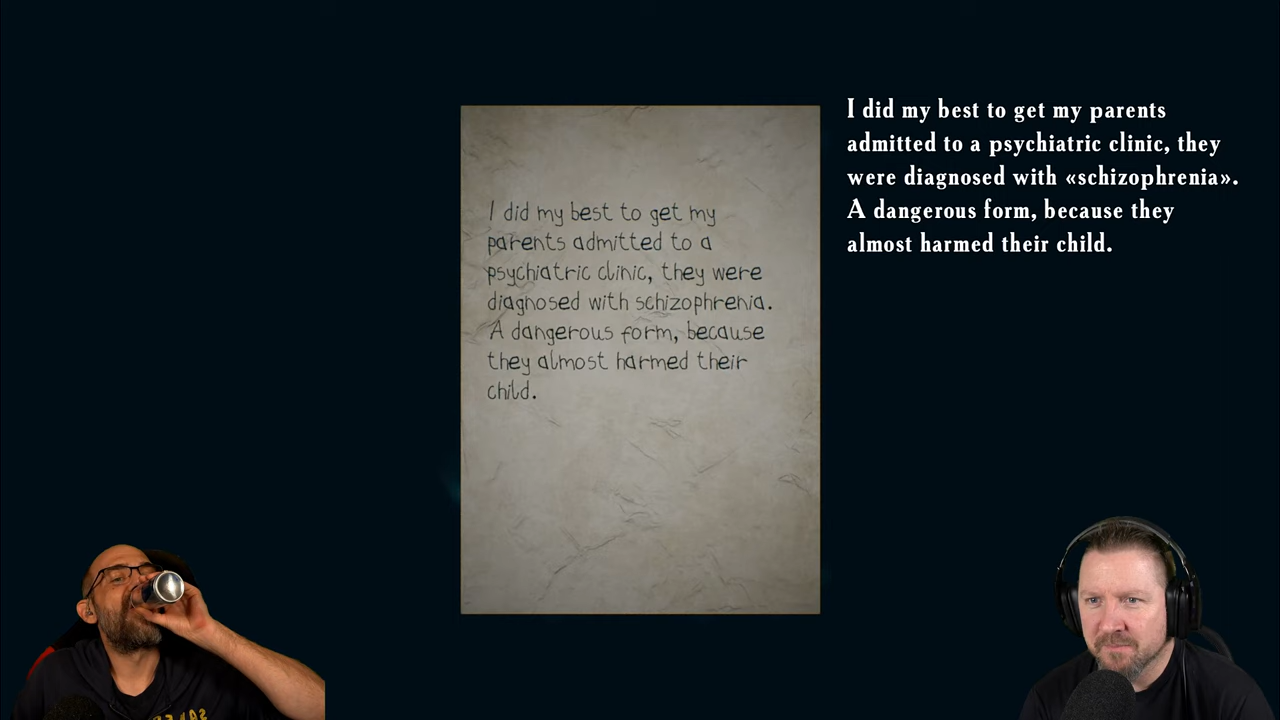 I did my best to get my
parents admitted to a
psychiatric clinic, they were
diagnosed with schizophrenia.
A dangerous form, because
they almost harmed their
child.
I did my best to get my parents
admitted to a psychiatric clinic, they
were diagnosed with «schizophrenia».
A dangerous form, because they
almost harmed their child.